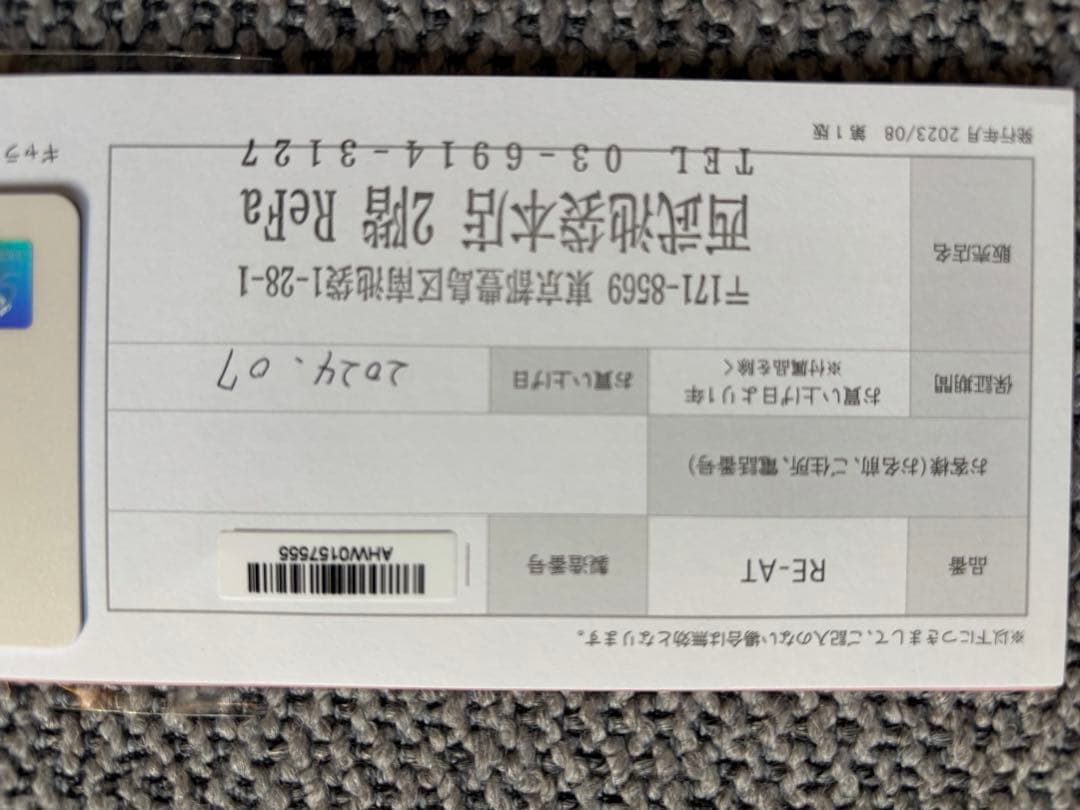 ※以下につきまして、ご記入のない場合は無効となります。
品番 RE-AT 製造番号 AHW0157555
お客様(お名前、ご住所、電話番号)
保証期間 お買い上げ日より1年 ※付属品を除く お買い上げ日 2024.07
販売店名
〒171-8569 東京都豊島区南池袋1-28-1
西武池袋本店 2階 ReFa
TEL 03-6914-3127
発行年月 2023/08 第1版
キャラ